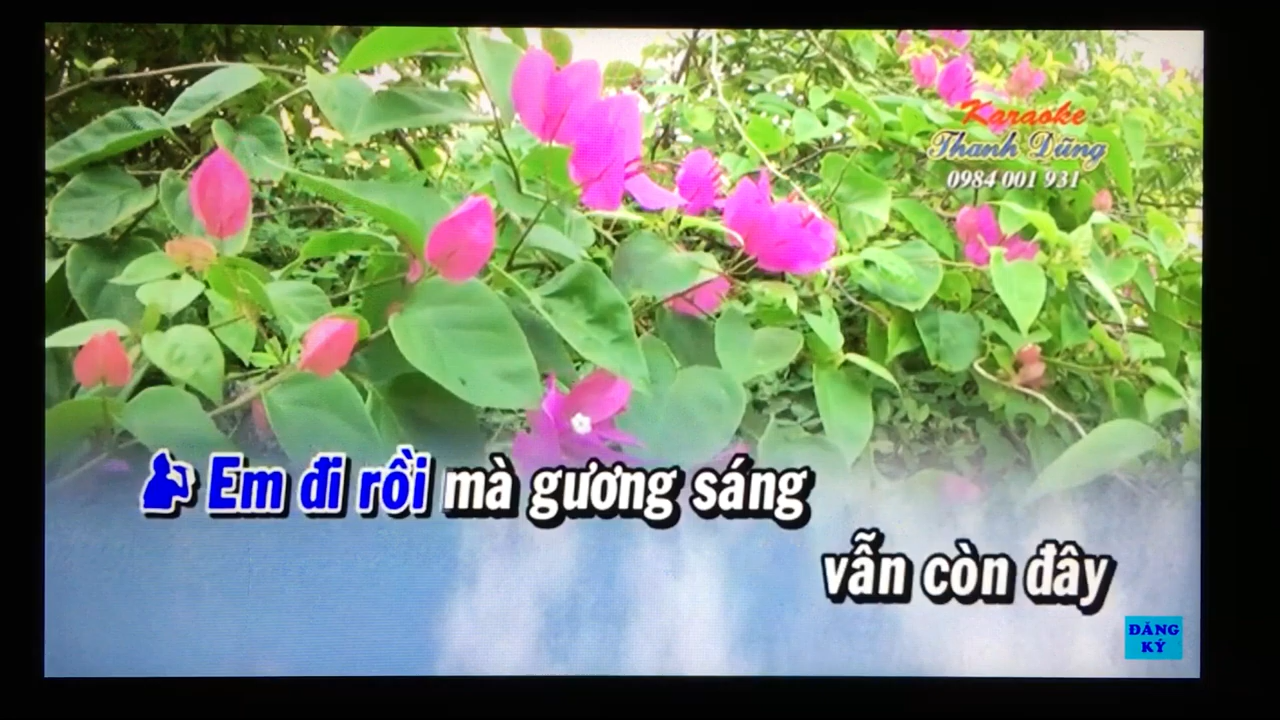 Karaoke
Thanh Dũng
0984 001 931
Em đi rồi mà gương sáng
vẫn còn đây
ĐĂNG
KÝ